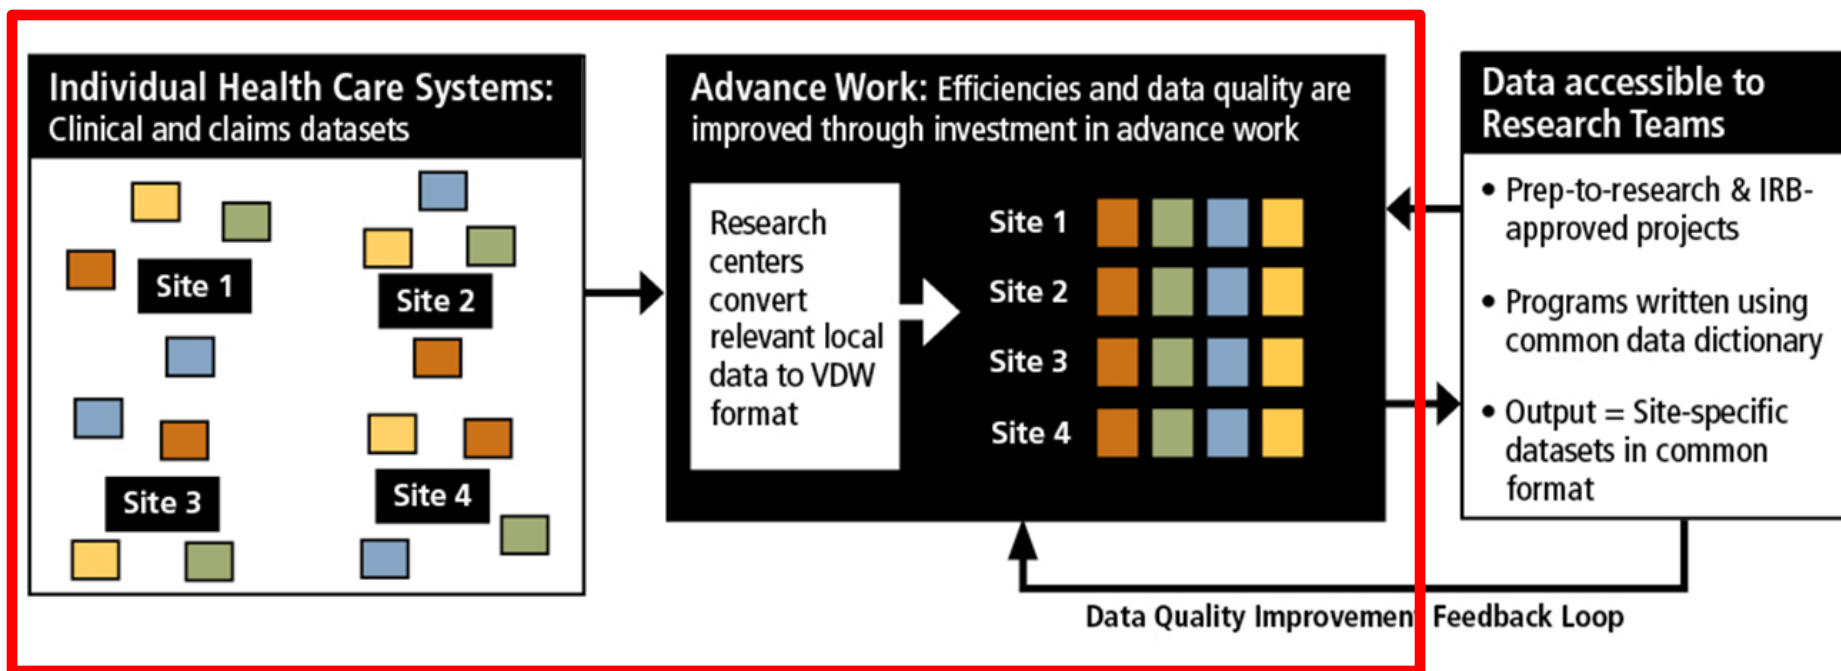 Individual Health Care Systems:
Clinical and claims datasets
Site 1
Site 2
Site 3
Site 4
Advance Work: Efficiencies and data quality are
improved through investment in advance work
Research
centers
convert
relevant local
data to VDW
format
Site 1
Site 2
Site 3
Site 4
Data accessible to
Research Teams
• Prep-to-research & IRB-
approved projects
• Programs written using
common data dictionary
• Output = Site-specific
datasets in common
format
Data Quality Improvement Feedback Loop